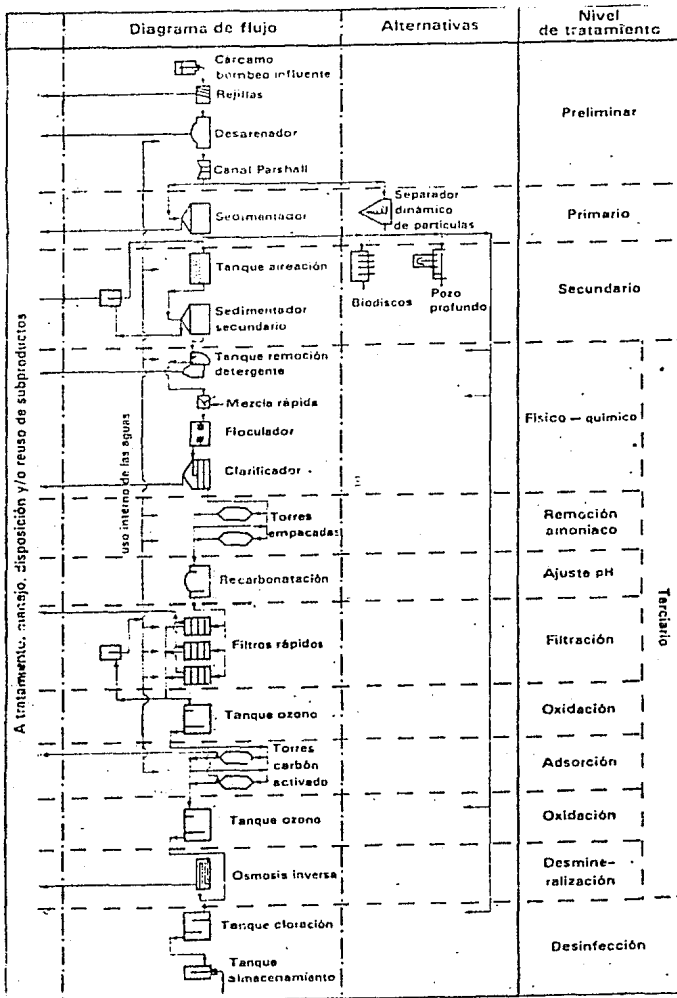 Diagrama de flujo
Alternativas
Nivel
de tratamiento
Cárcamo
bombeo influente
Rejillas
Desarenador
Canal Parshall
Preliminar
Sedimentador
Separador
dinámico
de partículas
Primario
Tanque aireación
Sedimentador
secundario
Biodiscos
Pozo
profundo
Secundario
Tanque remoción
detergente
Mezcla rápida
Floculador
Clarificador
Físico – químico
Torres
empacadas
Remoción
amoniaco
Recarbonatación
Ajuste pH
Filtros rápidos
Filtración
Tanque ozono
Oxidación
Torres
carbón
activado
Adsorción
Tanque ozono
Oxidación
Osmosis inversa
Desmine-
ralización
Terciario
Tanque cloración
Tanque
almacenamiento
Desinfección
A tratamiento, manejo, disposición y/o reuso de subproductos
uso interno de las aguas